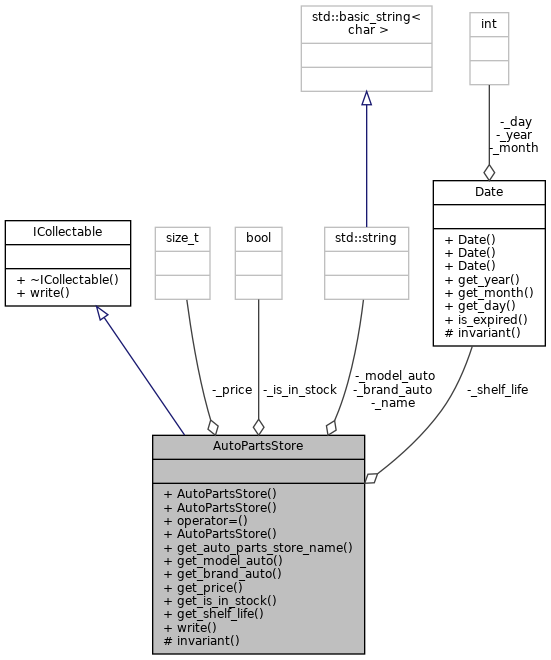 std::basic_string<
char >
int
-_day
-_year
-_month
Date
+ Date()
+ Date()
+ Date()
+ get_year()
+ get_month()
+ get_day()
+ is_expired()
# invariant()
ICollectable
+ ~ICollectable()
+ write()
size_t
bool
std::string
-_price
-_is_in_stock
-_model_auto
-_brand_auto
-_name
-_shelf_life
AutoPartsStore
+ AutoPartsStore()
+ AutoPartsStore()
+ operator=()
+ AutoPartsStore()
+ get_auto_parts_store_name()
+ get_model_auto()
+ get_brand_auto()
+ get_price()
+ get_is_in_stock()
+ get_shelf_life()
+ write()
# invariant()